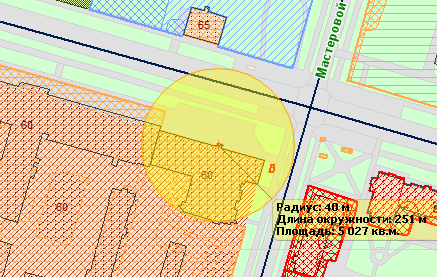 65
Мастеровой
60
60
60
Радиус: 40 м
Длина окружности: 251 м
Площадь: 5 027 кв.м.